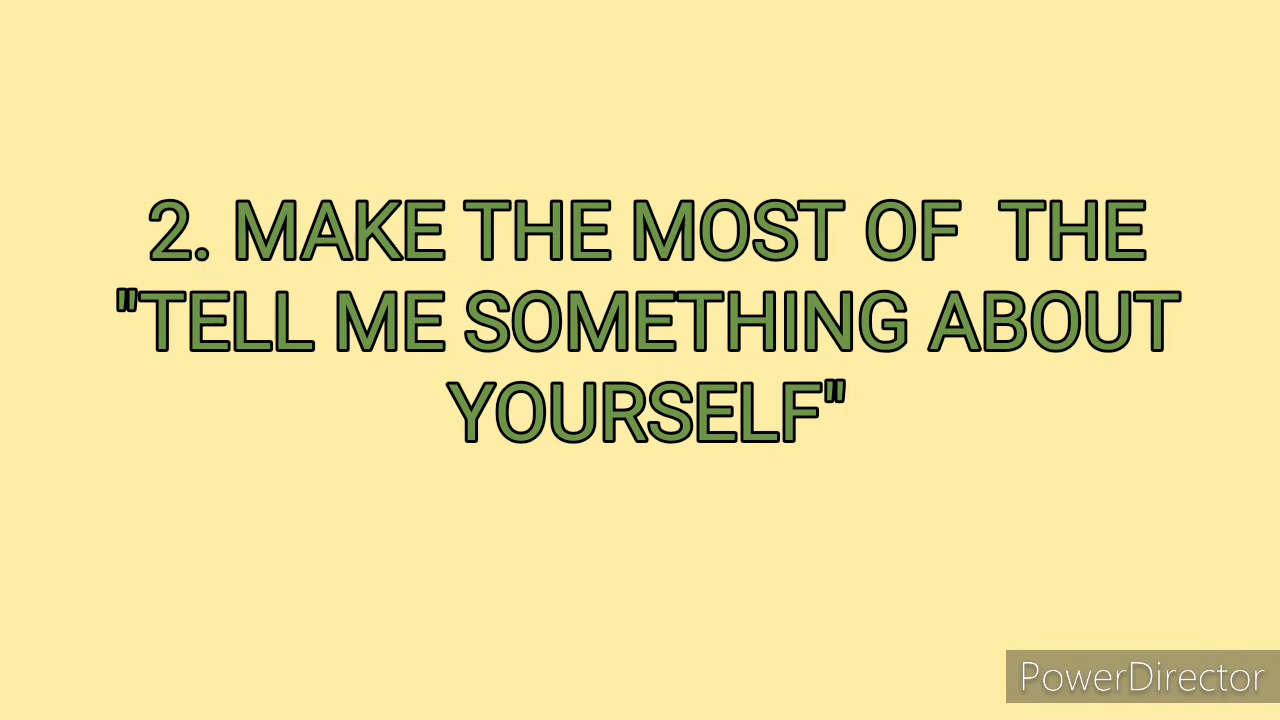 2. MAKE THE MOST OF  THE
"TELL ME SOMETHING ABOUT
YOURSELF"
PowerDirector